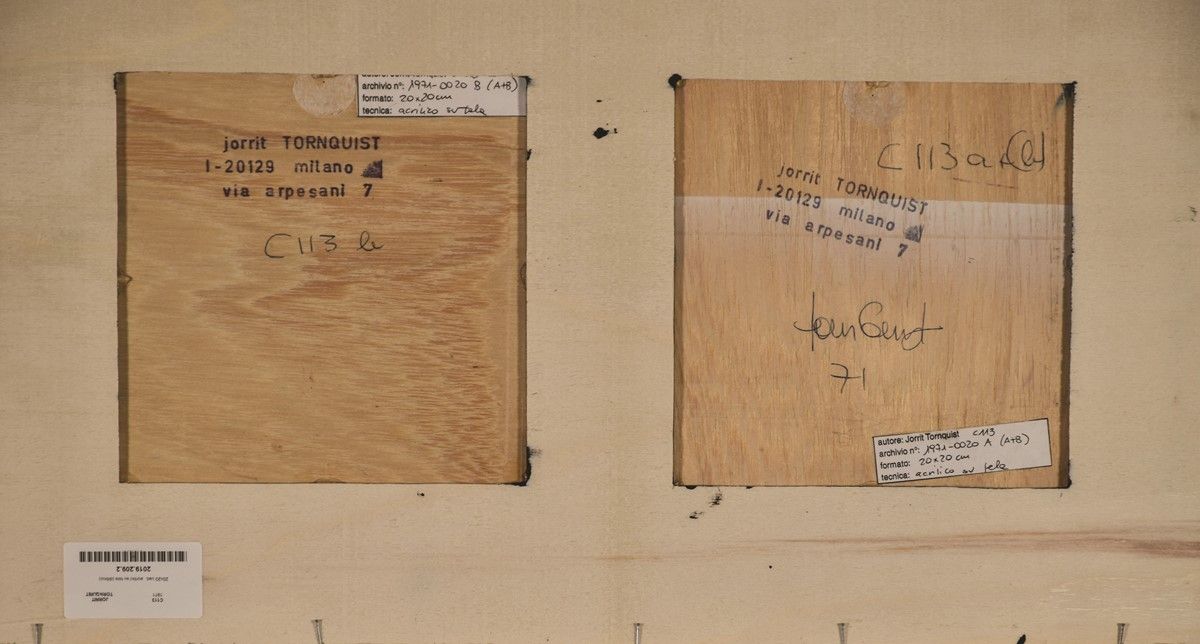 archivio n°: 1971-0020 B (A+B)
formato: 20x20cm
tecnica: acrilico su tela
jorrit TORNQUIST
I-20129 milano
via arpesani 7
C113 b
C113 a
jorrit TORNQUIST
I-20129 milano
via arpesani 7
71
autore: Jorrit Tornquist C113
archivio n°: 1971-0020 A (A+B)
formato: 20x20 cm
tecnica: acrilico su tela
JORRIT
TORNQUIST
C113
1971
2019.209.2